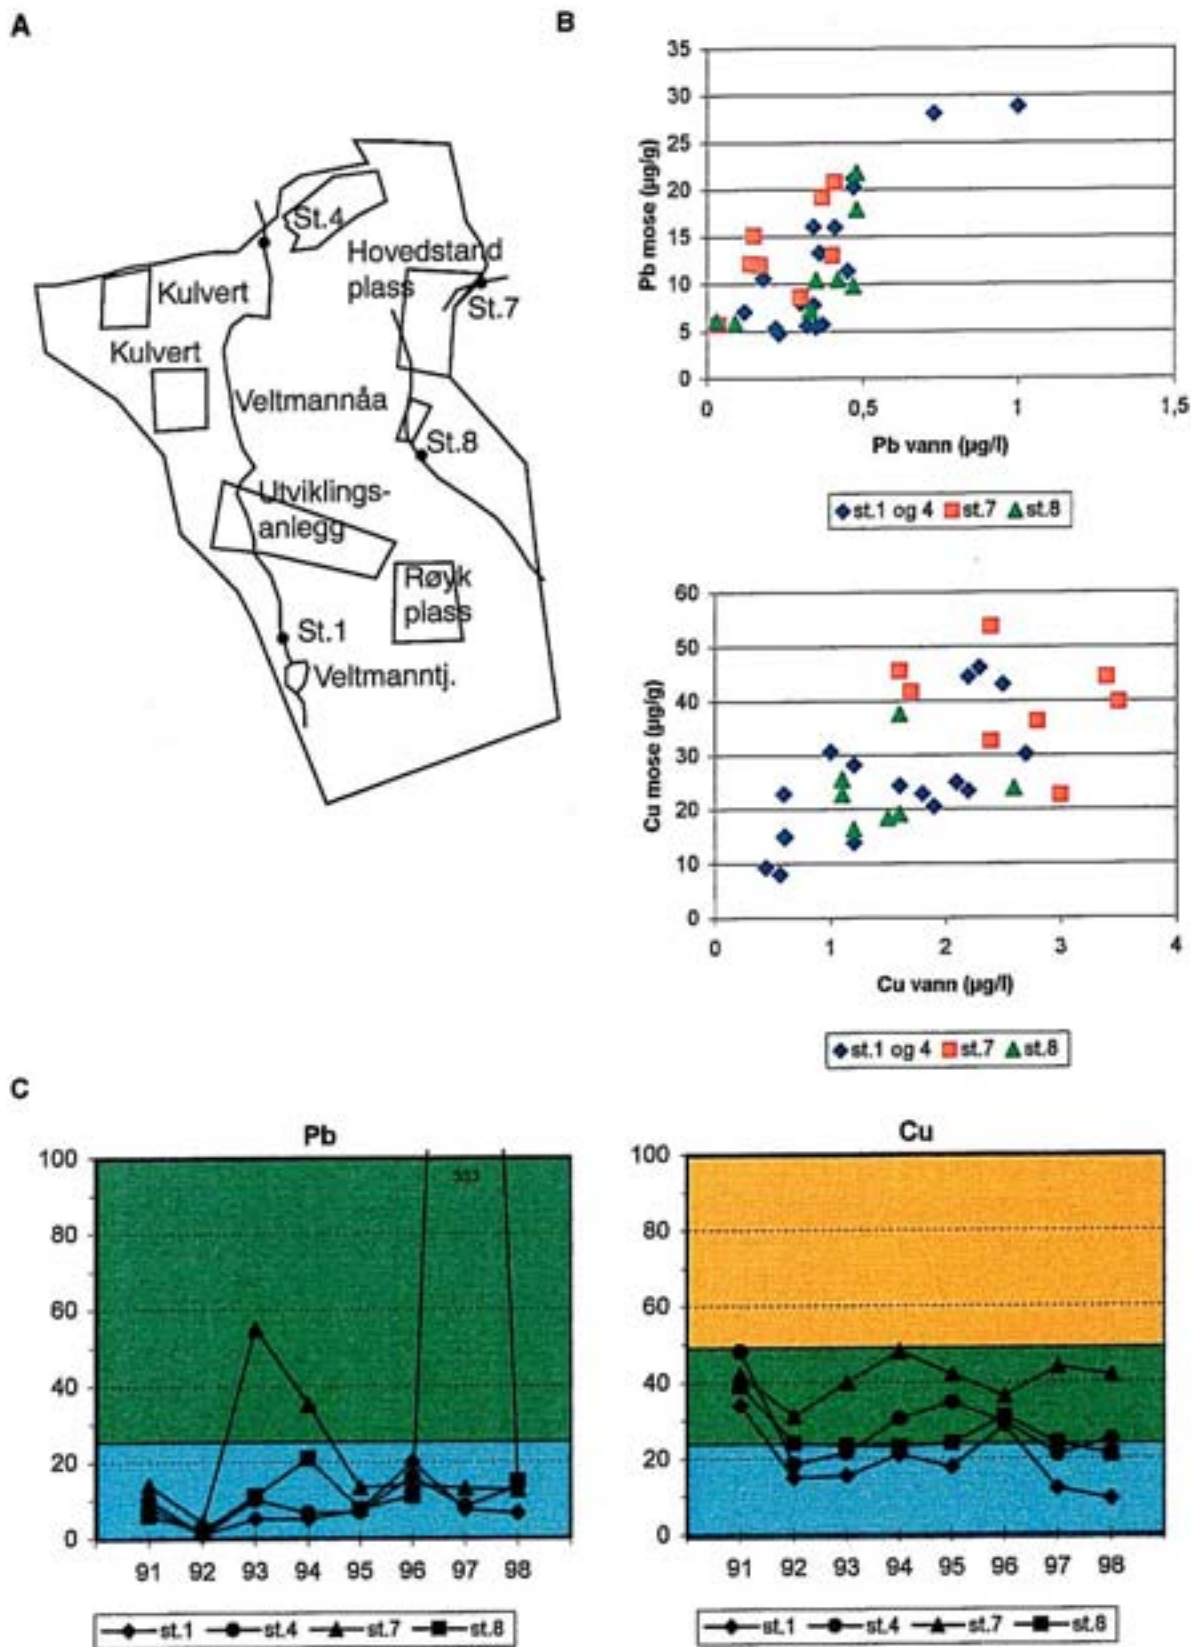 A
B
St.4
Hovedstand
plass
Kulvert
St.7
Kulvert
Veltmannåa
St.8
Utviklings-
anlegg
Røyk
plass
St.1
Veltmanntj.
Pb mose (µg/g)
35
30
25
20
15
10
5
0
0 0,5 1 1,5
Pb vann (µg/l)
st.1 og 4 st.7 st.8
Cu mose (µg/g)
60
50
40
30
20
10
0
0 1 2 3 4
Cu vann (µg/l)
st.1 og 4 st.7 st.8
C
Pb
100
80
60
40
20
0
91 92 93 94 95 96 97 98
st.1 st.4 st.7 st.8
Cu
100
80
60
40
20
0
91 92 93 94 95 96 97 98
st.1 st.4 st.7 st.8